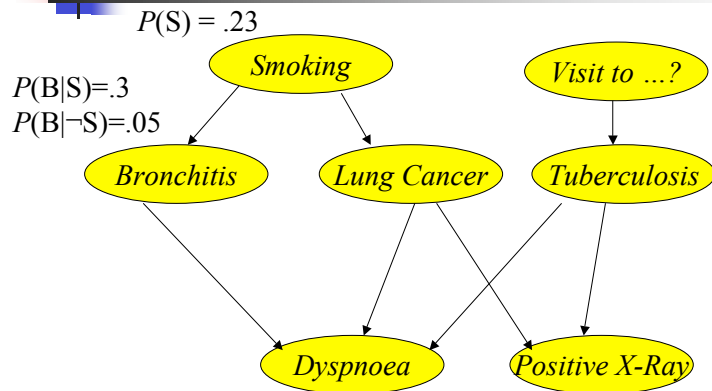 P(S) = .23
Smoking
Visit to ...?
P(B|S)=.3
P(B|¬S)=.05
Bronchitis
Lung Cancer
Tuberculosis
Dyspnoea
Positive X-Ray